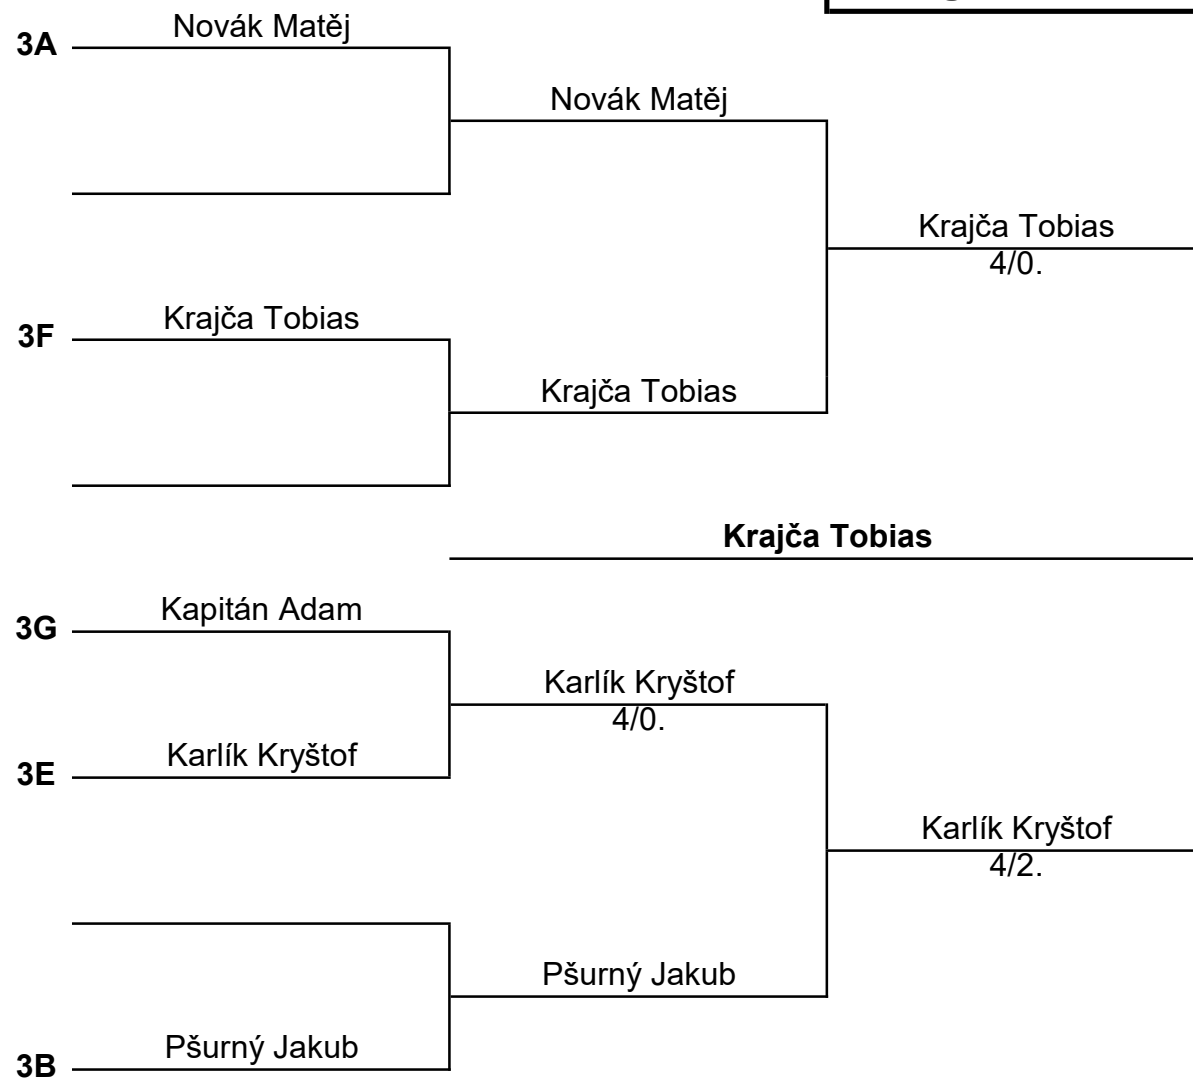 Novák Matěj
3A
Novák Matěj
Krajča Tobias
4/0.
Krajča Tobias
3F
Krajča Tobias
Krajča Tobias
Kapitán Adam
3G
Karlík Kryštof
4/0.
Karlík Kryštof
3E
Karlík Kryštof
4/2.
Pšurný Jakub
Pšurný Jakub
3B